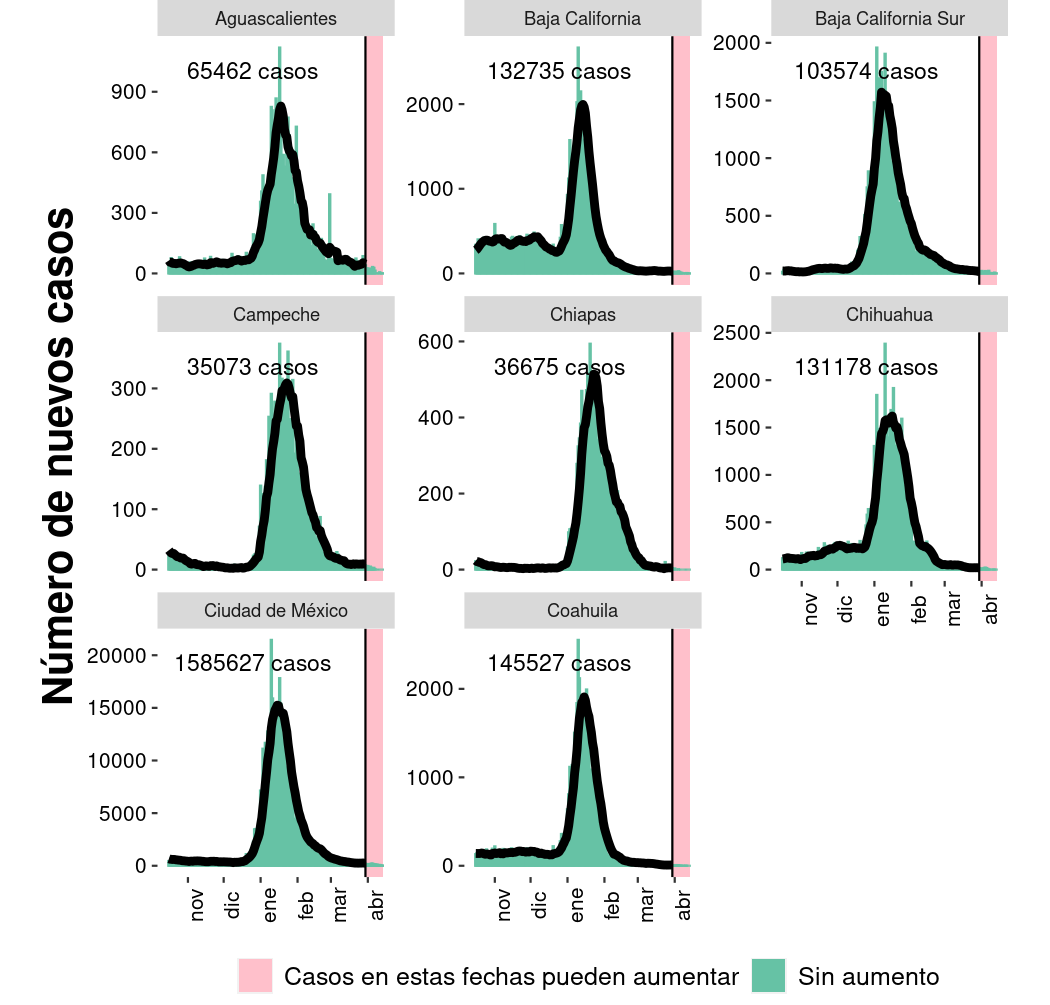 Número de nuevos casos
Aguascalientes
65462 casos
900
600
300
0
Baja California
132735 casos
2000
1000
0
Baja California Sur
103574 casos
2000
1500
1000
500
0
Campeche
35073 casos
300
200
100
0
Chiapas
36675 casos
600
400
200
0
Chihuahua
131178 casos
2500
2000
1500
1000
500
0
nov dic ene feb mar abr
Ciudad de México
1585627 casos
20000
15000
10000
5000
0
nov dic ene feb mar abr
Coahuila
145527 casos
2000
1000
0
nov dic ene feb mar abr
Casos en estas fechas pueden aumentar
Sin aumento